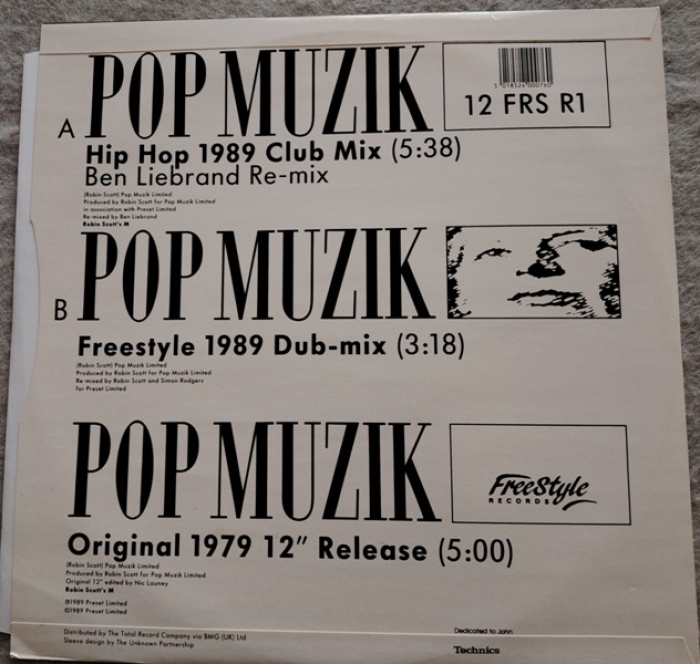 POP MUZIK
A
Hip Hop 1989 Club Mix (5:38)
Ben Liebrand Re-mix
(Robin Scott) Pop Muzik Limited
Produced by Robin Scott for Pop Muzik Limited
in association with Preset Limited
Re-mixed by Ben Liebrand
Robin Scott's M
5 018524 000760
12 FRS R1
POP MUZIK
B
Freestyle 1989 Dub-mix (3:18)
(Robin Scott) Pop Muzik Limited
Produced by Robin Scott for Pop Muzik Limited
Re-mixed by Robin Scott and Simon Rodgers
for Preset Limited
POP MUZIK
FreeStyle
RECORDS
Original 1979 12" Release (5:00)
(Robin Scott) Pop Muzik Limited
Produced by Robin Scott for Pop Muzik Limited
Original 12" edited by Nic Launey
Robin Scott's M
℗1989 Preset Limited
©1989 Preset Limited
Distributed by The Total Record Company via BMG (UK) Ltd
Sleeve design by The Unknown Partnership
Dedicated to John
Technics